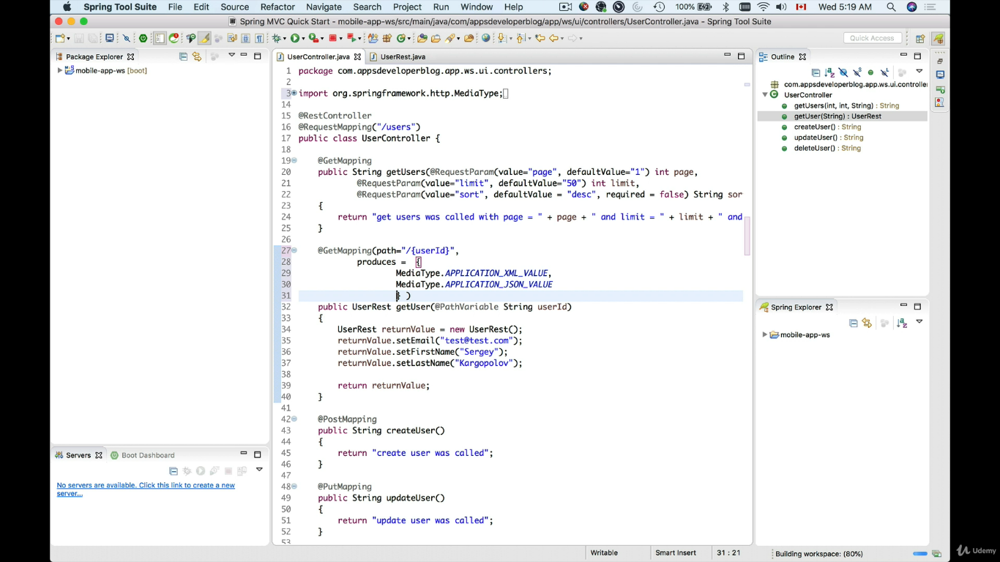 Spring Tool Suite File Edit Source Refactor Navigate Search Project Run Window Help 100% Wed 5:19 AM
Spring MVC Quick Start - mobile-app-ws/src/main/java/com/appsdeveloperblog/app/ws/ui/controllers/UserController.java - Spring Tool Suite
Quick Access
Package Explorer
mobile-app-ws [boot]
UserController.java
UserRest.java
1 package com.appsdeveloperblog.app.ws.ui.controllers;
2
3 import org.springframework.http.MediaType;
14
15 @RestController
16 @RequestMapping("/users")
17 public class UserController {
18
19 @GetMapping
20 public String getUsers(@RequestParam(value="page", defaultValue="1") int page,
21 @RequestParam(value="limit", defaultValue="50") int limit,
22 @RequestParam(value="sort", defaultValue = "desc", required = false) String sor
23 {
24 return "get users was called with page = " + page + " and limit = " + limit + " and
25 }
26
27 @GetMapping(path="/{userId}",
28 produces = {
29 MediaType.APPLICATION_XML_VALUE,
30 MediaType.APPLICATION_JSON_VALUE
31 } )
32 public UserRest getUser(@PathVariable String userId)
33 {
34 UserRest returnValue = new UserRest();
35 returnValue.setEmail("test@test.com");
36 returnValue.setFirstName("Sergey");
37 returnValue.setLastName("Kargopolov");
38
39 return returnValue;
40 }
41
42 @PostMapping
43 public String createUser()
44 {
45 return "create user was called";
46 }
47
48 @PutMapping
49 public String updateUser()
50 {
51 return "update user was called";
52 }
53
Outline
com.appsdeveloperblog.app.ws.ui.controller
UserController
getUsers(int, int, String) : String
getUser(String) : UserRest
createUser() : String
updateUser() : String
deleteUser() : String
Spring Explorer
mobile-app-ws
Servers
Boot Dashboard
No servers are available. Click this link to create a new
server...
Writable
Smart Insert
31 : 21
Building workspace: (80%)
Udemy